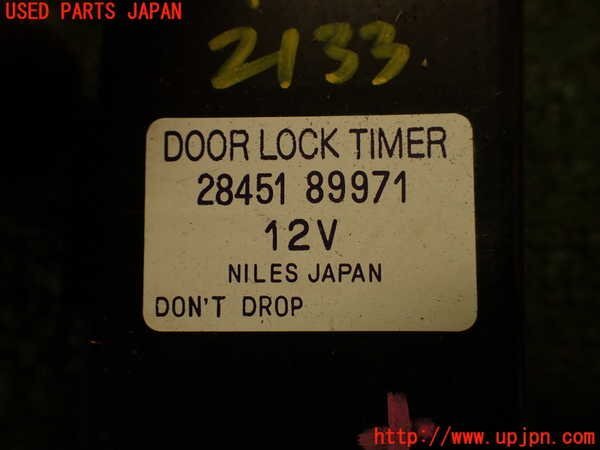 USED PARTS JAPAN
2133
DOOR LOCK TIMER
28451 89971
12V
NILES JAPAN
DON'T DROP
http://www.upjpn.com/